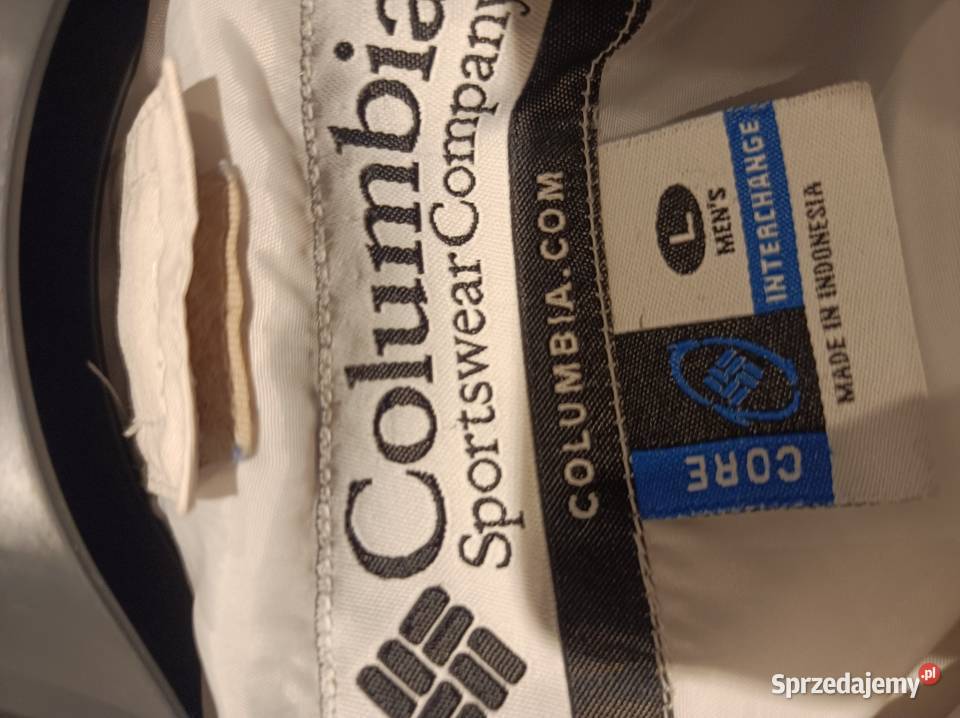 Columbia
Sportswear Company
COLUMBIA.COM
L
MEN'S
INTERCHANGE
CORE
MADE IN INDONESIA
Sprzedajemy.pl